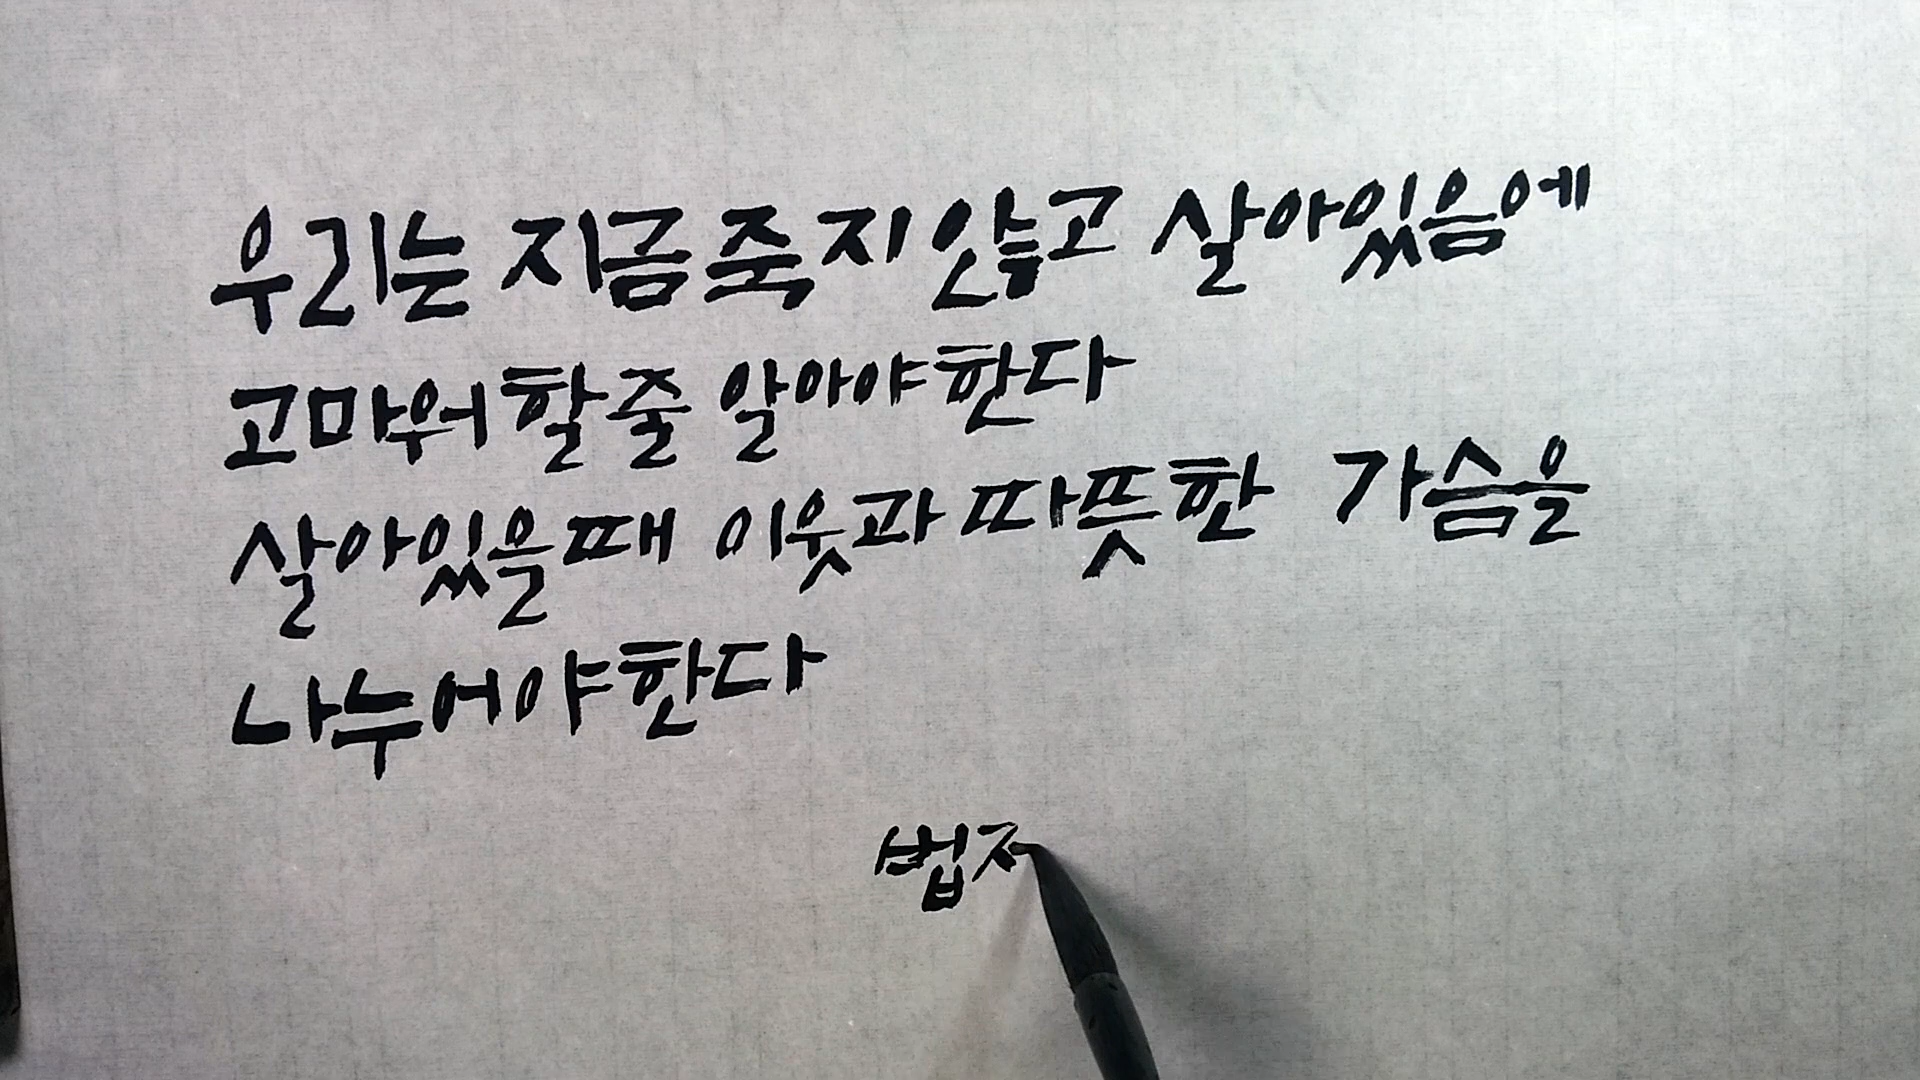 우리는 지금 죽지 않고 살아있음에
고마워 할 줄 알아야 한다
살아있을 때 이웃과 따뜻한 가슴을
나누어야 한다
법저